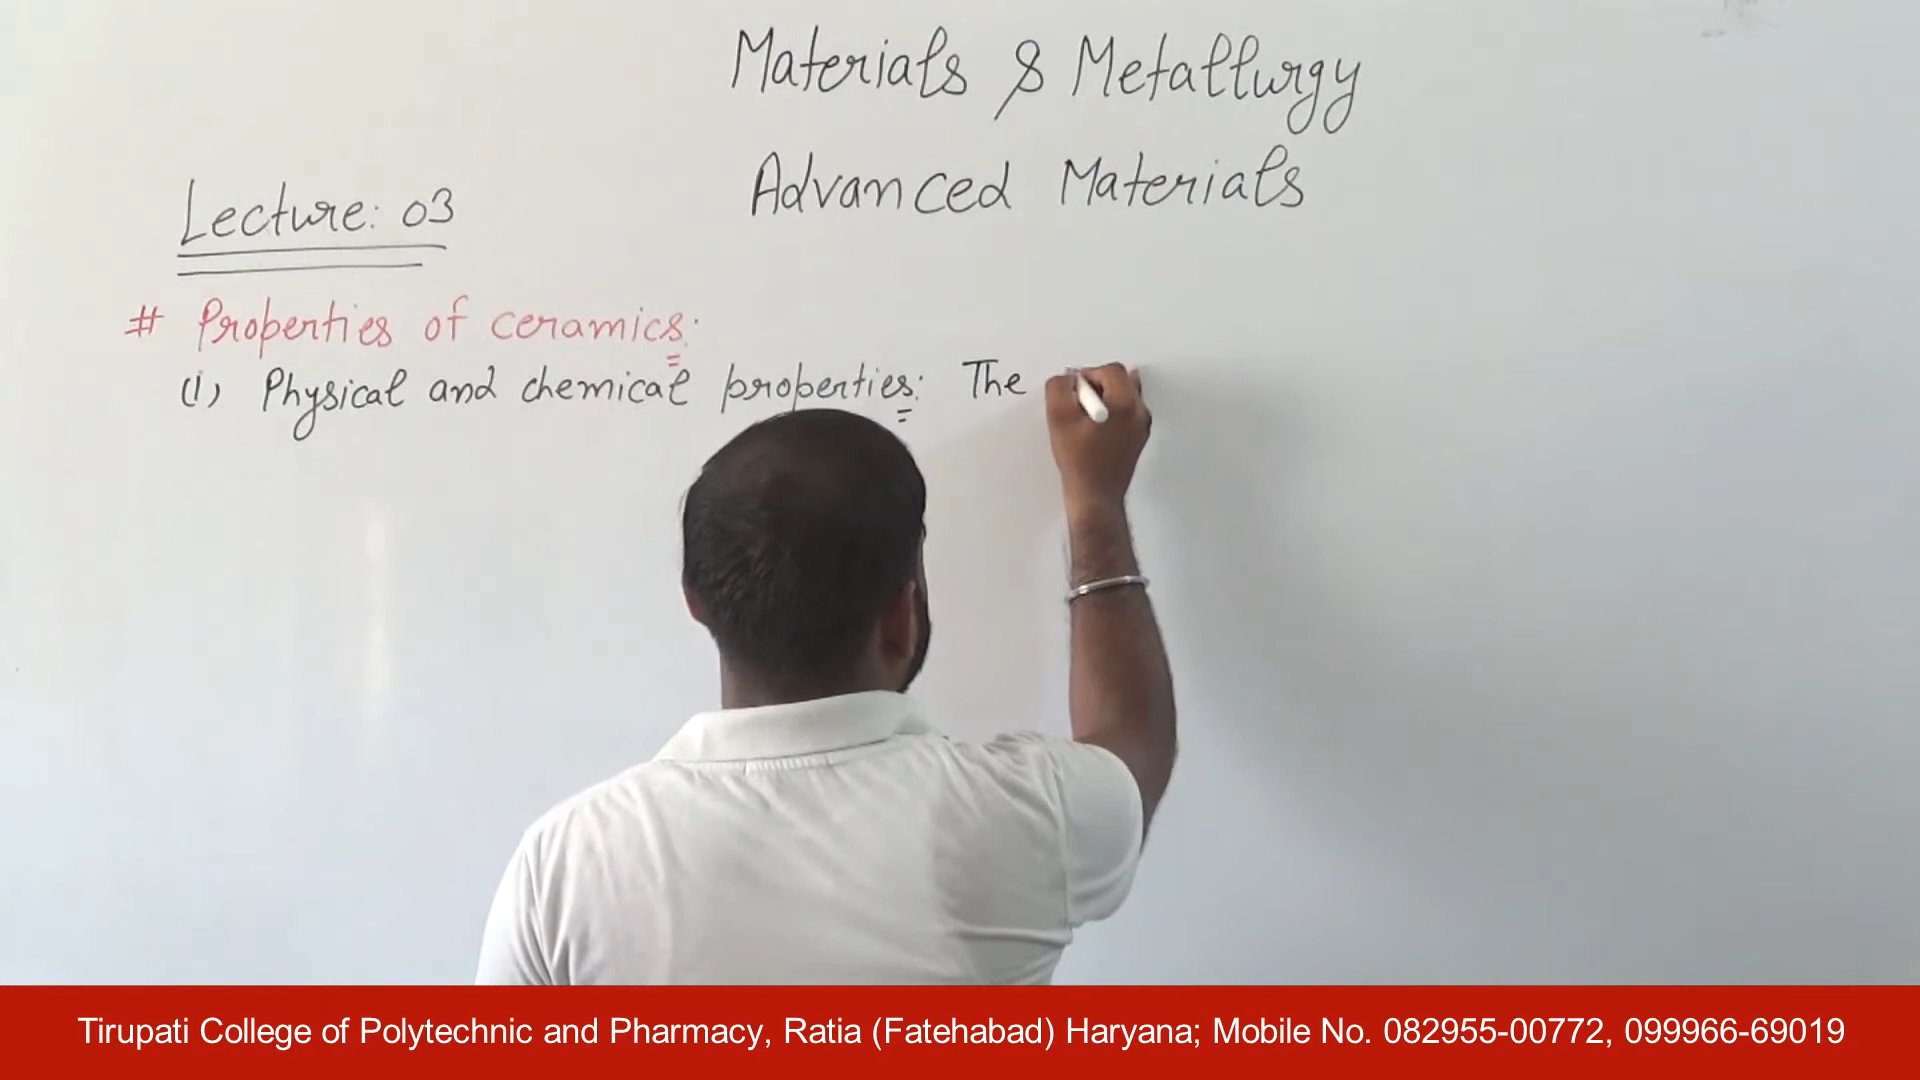 Materials & Metallurgy
Advanced Materials
Lecture: 03
# Properties of ceramics:
(i) Physical and chemical properties: The
Tirupati College of Polytechnic and Pharmacy, Ratia (Fatehabad) Haryana; Mobile No. 082955-00772, 099966-69019